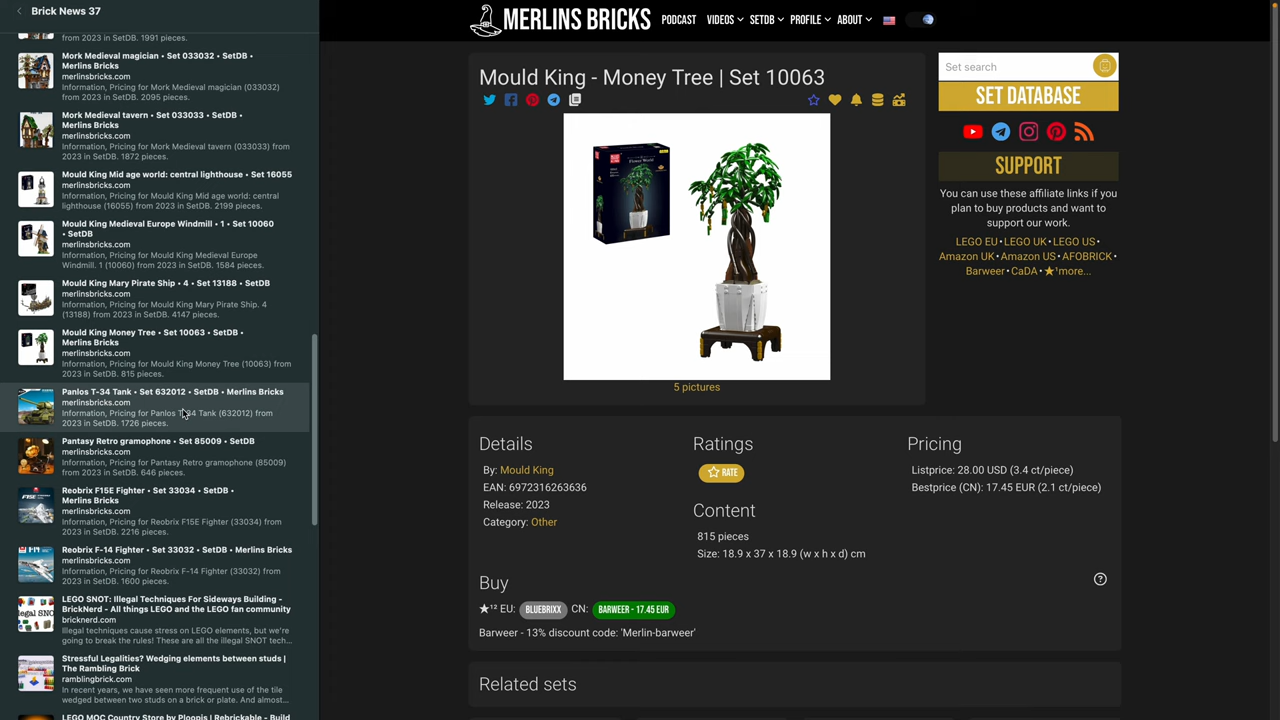 Brick News 37
from 2023 in SetDB. 1991 pieces.
Mork Medieval magician • Set 033032 • SetDB •
Merlins Bricks
merlinsbricks.com
Information, Pricing for Mork Medieval magician (033032)
from 2023 in SetDB. 2095 pieces.
Mork Medieval tavern • Set 033033 • SetDB •
Merlins Bricks
merlinsbricks.com
Information, Pricing for Mork Medieval tavern (033033) from
2023 in SetDB. 1872 pieces.
Mould King Mid age world: central lighthouse • Set 16055
merlinsbricks.com
Information, Pricing for Mould King Mid age world: central
lighthouse (16055) from 2023 in SetDB. 2199 pieces.
Mould King Medieval Europe Windmill • 1 • Set 10060
• SetDB
merlinsbricks.com
Information, Pricing for Mould King Medieval Europe
Windmill. 1 (10060) from 2023 in SetDB. 1584 pieces.
Mould King Mary Pirate Ship • 4 • Set 13188 • SetDB
merlinsbricks.com
Information, Pricing for Mould King Mary Pirate Ship. 4
(13188) from 2023 in SetDB. 4147 pieces.
Mould King Money Tree • Set 10063 • SetDB •
Merlins Bricks
merlinsbricks.com
Information, Pricing for Mould King Money Tree (10063) from
2023 in SetDB. 815 pieces.
Panlos T-34 Tank • Set 632012 • SetDB • Merlins Bricks
merlinsbricks.com
Information, Pricing for Panlos T-34 Tank (632012) from
2023 in SetDB. 1726 pieces.
Pantasy Retro gramophone • Set 85009 • SetDB
merlinsbricks.com
Information, Pricing for Pantasy Retro gramophone (85009)
from 2023 in SetDB. 646 pieces.
Reobrix F15E Fighter • Set 33034 • SetDB •
Merlins Bricks
merlinsbricks.com
Information, Pricing for Reobrix F15E Fighter (33034) from
2023 in SetDB. 2216 pieces.
Reobrix F-14 Fighter • Set 33032 • SetDB • Merlins Bricks
merlinsbricks.com
Information, Pricing for Reobrix F-14 Fighter (33032) from
2023 in SetDB. 1600 pieces.
LEGO SNOT: Illegal Techniques For Sideways Building -
BrickNerd - All things LEGO and the LEGO fan community
bricknerd.com
Illegal techniques cause stress on LEGO elements, but we're
going to break the rules! These are all the illegal SNOT tech...
Stressful Legalities? Wedging elements between studs |
The Rambling Brick
ramblingbrick.com
In recent years, we have seen more frequent use of the tile
wedged between two studs on a brick or plate. And almost...
LEGO MOC Country Store by Ploopis | Rebrickable - Build
MERLINS BRICKS
PODCAST
VIDEOS
SETDB
PROFILE
ABOUT
Mould King - Money Tree | Set 10063
5 pictures
Details
By: Mould King
EAN: 6972316263636
Release: 2023
Category: Other
Ratings
RATE
Content
815 pieces
Size: 18.9 x 37 x 18.9 (w x h x d) cm
Pricing
Listprice: 28.00 USD (3.4 ct/piece)
Bestprice (CN): 17.45 EUR (2.1 ct/piece)
Buy
★¹² EU: BLUEBRIXX CN: BARWEER - 17.45 EUR
Barweer - 13% discount code: 'Merlin-barweer'
Related sets
Set search
SET DATABASE
SUPPORT
You can use these affiliate links if you
plan to buy products and want to
support our work.
LEGO EU • LEGO UK • LEGO US •
Amazon UK • Amazon US • AFOBRICK •
Barweer • CaDA • ★¹more...